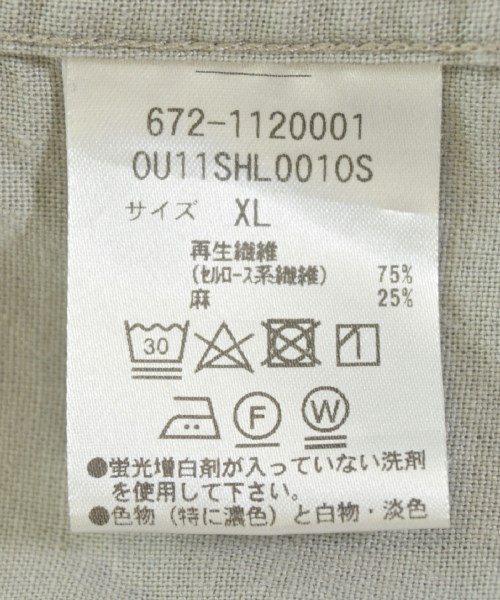 672-1120001
OU11SHL0010S
サイズ XL
再生繊維
(セルロース系繊維) 75%
麻 25%
30
F W
●蛍光増白剤が入っていない洗剤
を使用して下さい。
●色物（特に濃色）と白物・淡色